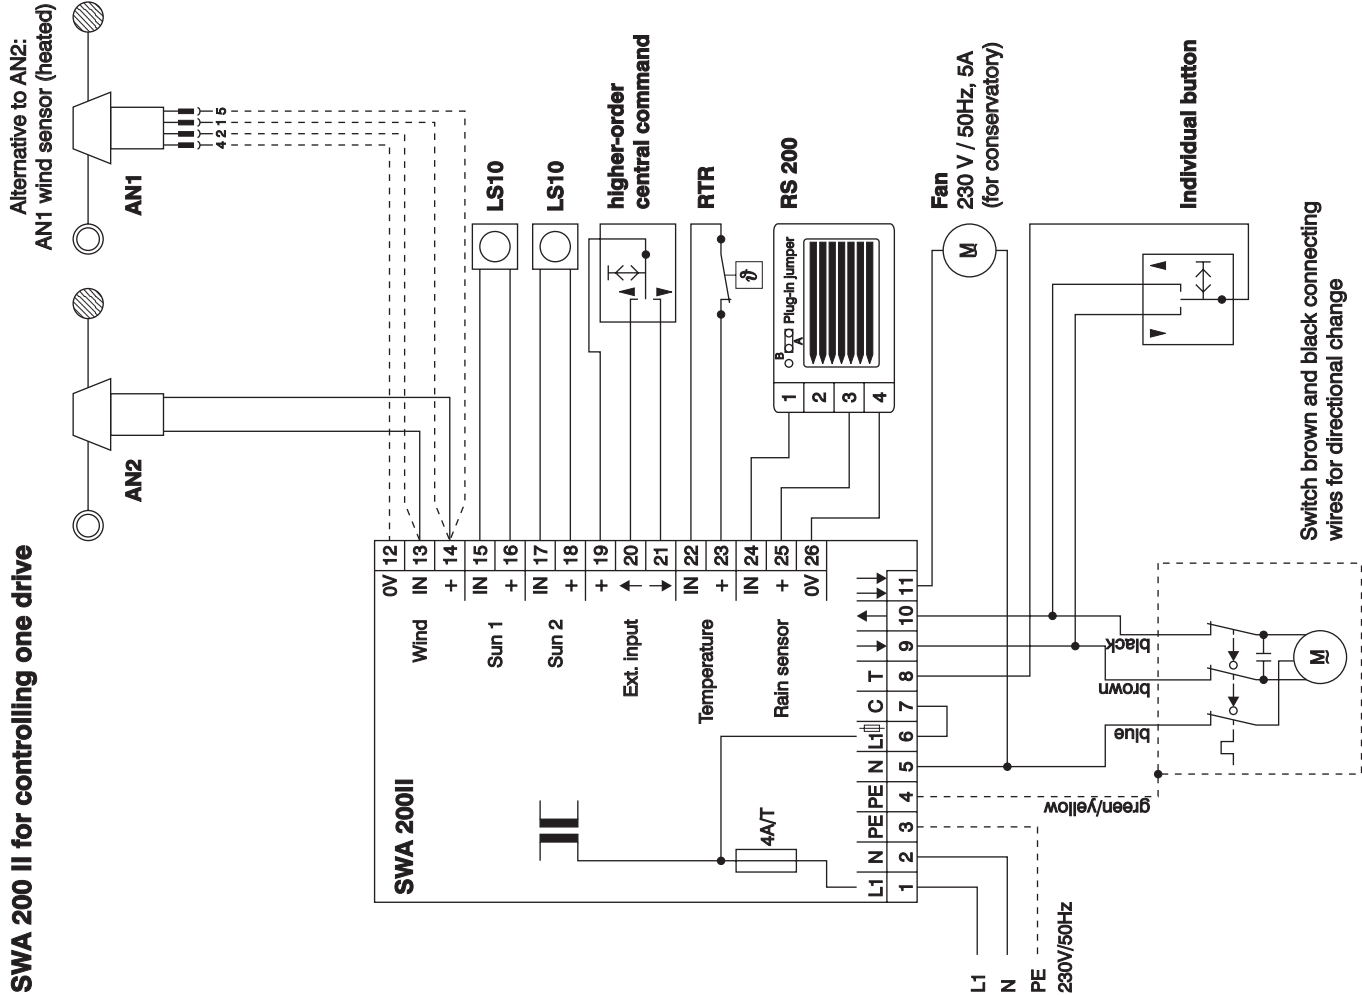 SWA 200 II for controlling one drive
Alternative to AN2:
AN1 wind sensor (heated)
AN2
AN1
4 2 1 5
LS10
LS10
higher-order
central command
RTR
ϑ
RS 200
B
A
Plug-in jumper
1
2
3
4
Fan
230 V / 50Hz, 5A
(for conservatory)
M
~
Individual button
Switch brown and black connecting
wires for directional change
SWA 200II
0V 12
IN 13
+ 14
Wind
IN 15
+ 16
Sun 1
IN 17
+ 18
Sun 2
+ 19
20
21
Ext. input
IN 22
+ 23
Temperature
IN 24
+ 25
0V 26
Rain sensor
4A/T
L1 N PE PE N L1 C T
1 2 3 4 5 6 7 8 9 10 11
green/yellow
blue
brown
black
M
~
L1
N
PE
230V/50Hz